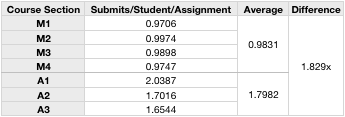 Course Section Submits/Student/Assignment Average Difference
M1 0.9706
M2 0.9974
0.9831
M3 0.9898
M4 0.9747
1.829x
A1 2.0387
A2 1.7016
1.7982
A3 1.6544